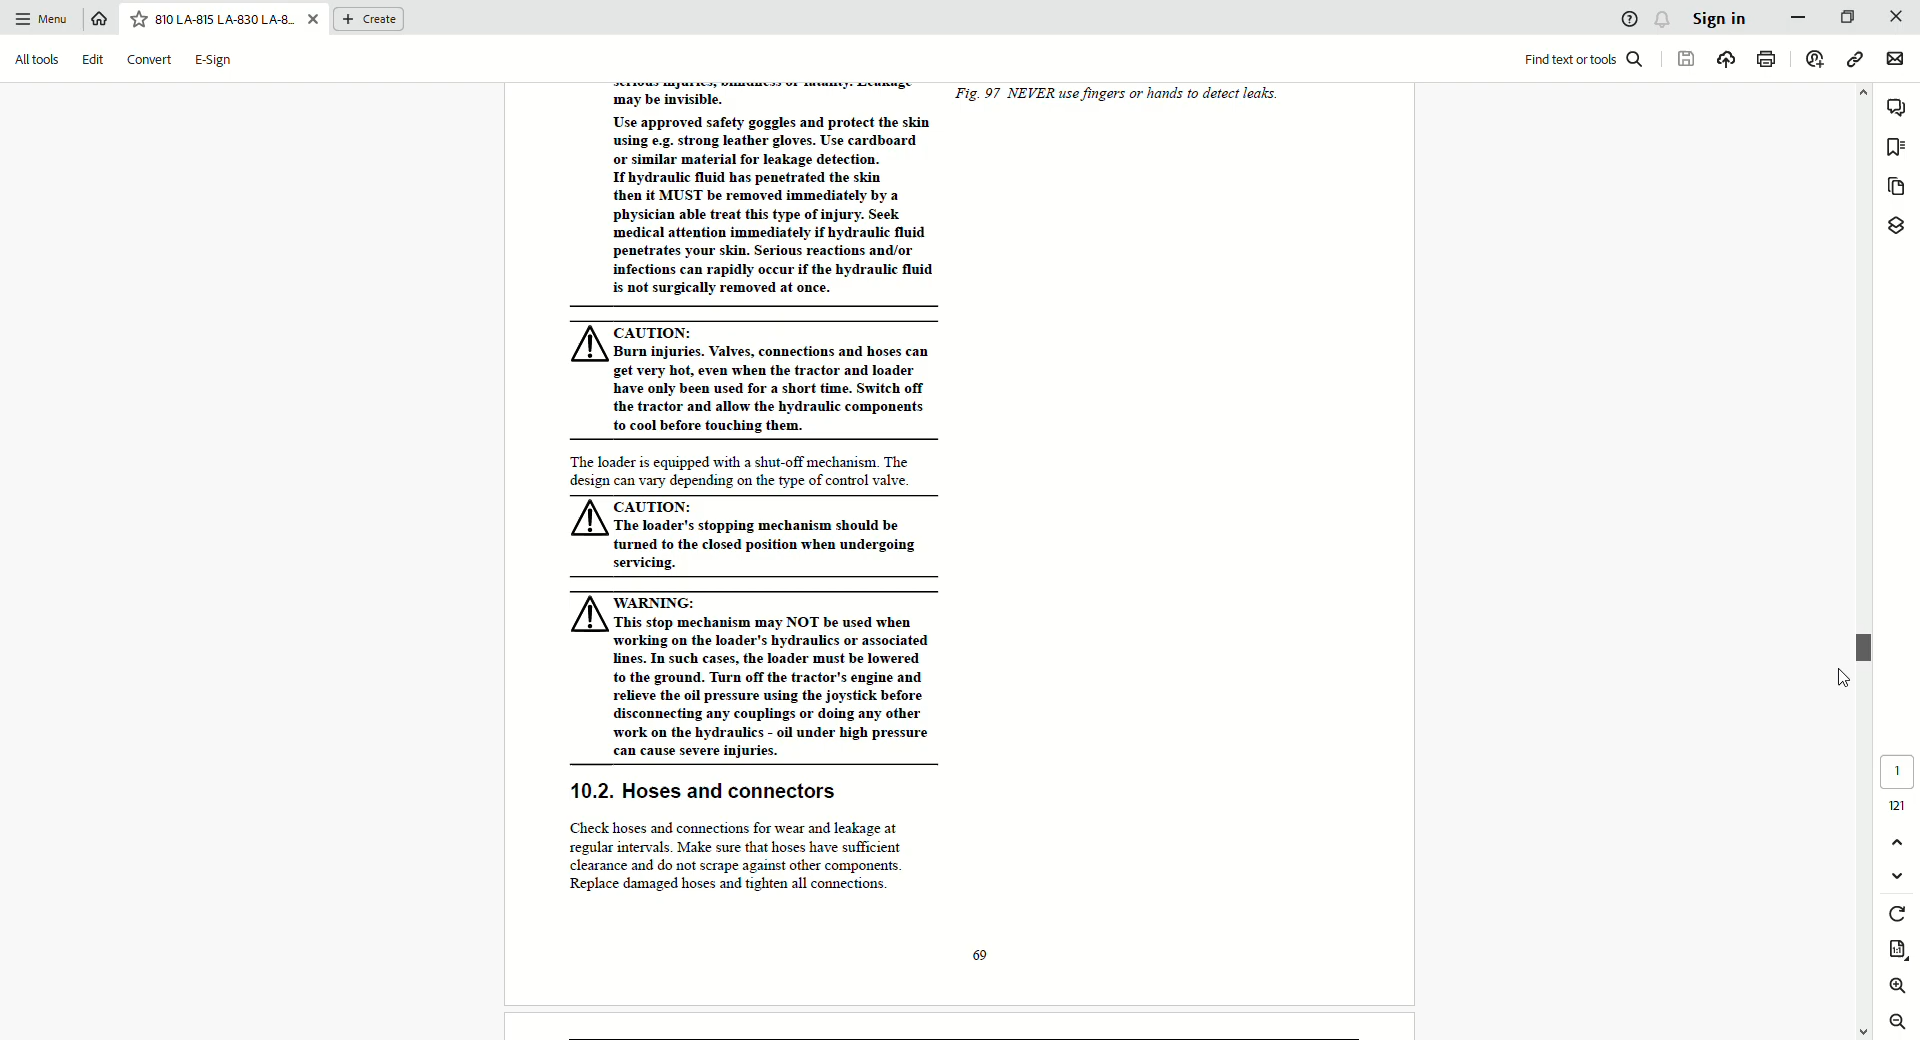 Menu
810 LA-815 LA-830 LA-8...
Create
Sign in
All tools
Edit
Convert
E-Sign
Find text or tools
may be invisible.
Use approved safety goggles and protect the skin
using e.g. strong leather gloves. Use cardboard
or similar material for leakage detection.
If hydraulic fluid has penetrated the skin
then it MUST be removed immediately by a
physician able treat this type of injury. Seek
medical attention immediately if hydraulic fluid
penetrates your skin. Serious reactions and/or
infections can rapidly occur if the hydraulic fluid
is not surgically removed at once.
CAUTION:
Burn injuries. Valves, connections and hoses can
get very hot, even when the tractor and loader
have only been used for a short time. Switch off
the tractor and allow the hydraulic components
to cool before touching them.
The loader is equipped with a shut-off mechanism. The
design can vary depending on the type of control valve.
CAUTION:
The loader's stopping mechanism should be
turned to the closed position when undergoing
servicing.
WARNING:
This stop mechanism may NOT be used when
working on the loader's hydraulics or associated
lines. In such cases, the loader must be lowered
to the ground. Turn off the tractor's engine and
relieve the oil pressure using the joystick before
disconnecting any couplings or doing any other
work on the hydraulics - oil under high pressure
can cause severe injuries.
10.2. Hoses and connectors
Check hoses and connections for wear and leakage at
regular intervals. Make sure that hoses have sufficient
clearance and do not scrape against other components.
Replace damaged hoses and tighten all connections.
Fig. 97 NEVER use fingers or hands to detect leaks.
69
1
121